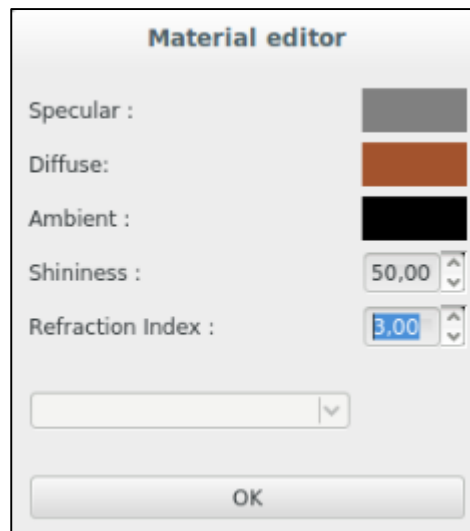 Material editor
Specular :
Diffuse:
Ambient :
Shininess : 50,00
Refraction Index : 3,00
OK